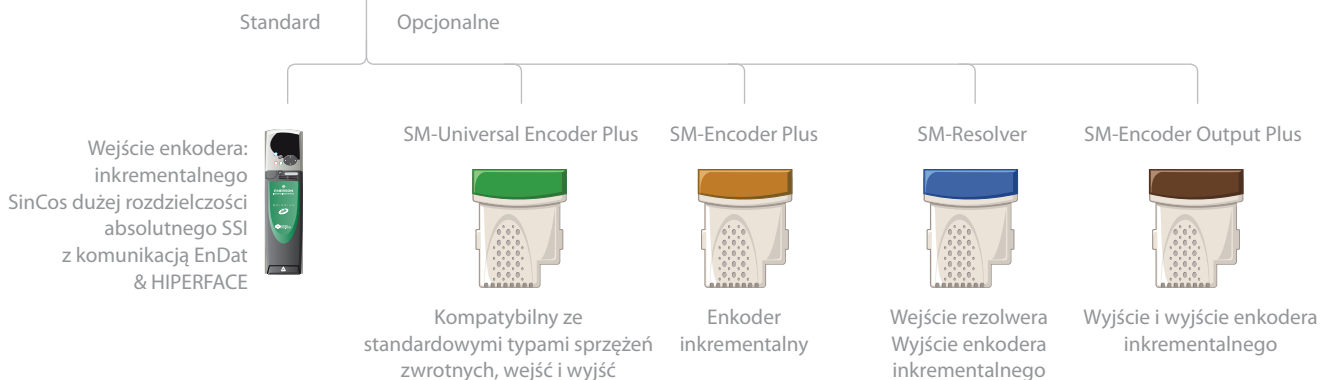 Standard
Opcjonalne
Wejście enkodera:
inkrementalnego
SinCos dużej rozdzielczości
absolutnego SSI
z komunikacją EnDat
& HIPERFACE
SM-Universal Encoder Plus
Kompatybilny ze
standardowymi typami sprzężeń
zwrotnych, wejść i wyjść
SM-Encoder Plus
Enkoder
inkrementalny
SM-Resolver
Wejście rezolwera
Wyjście enkodera
inkrementalnego
SM-Encoder Output Plus
Wyjście i wyjście enkodera
inkrementalnego